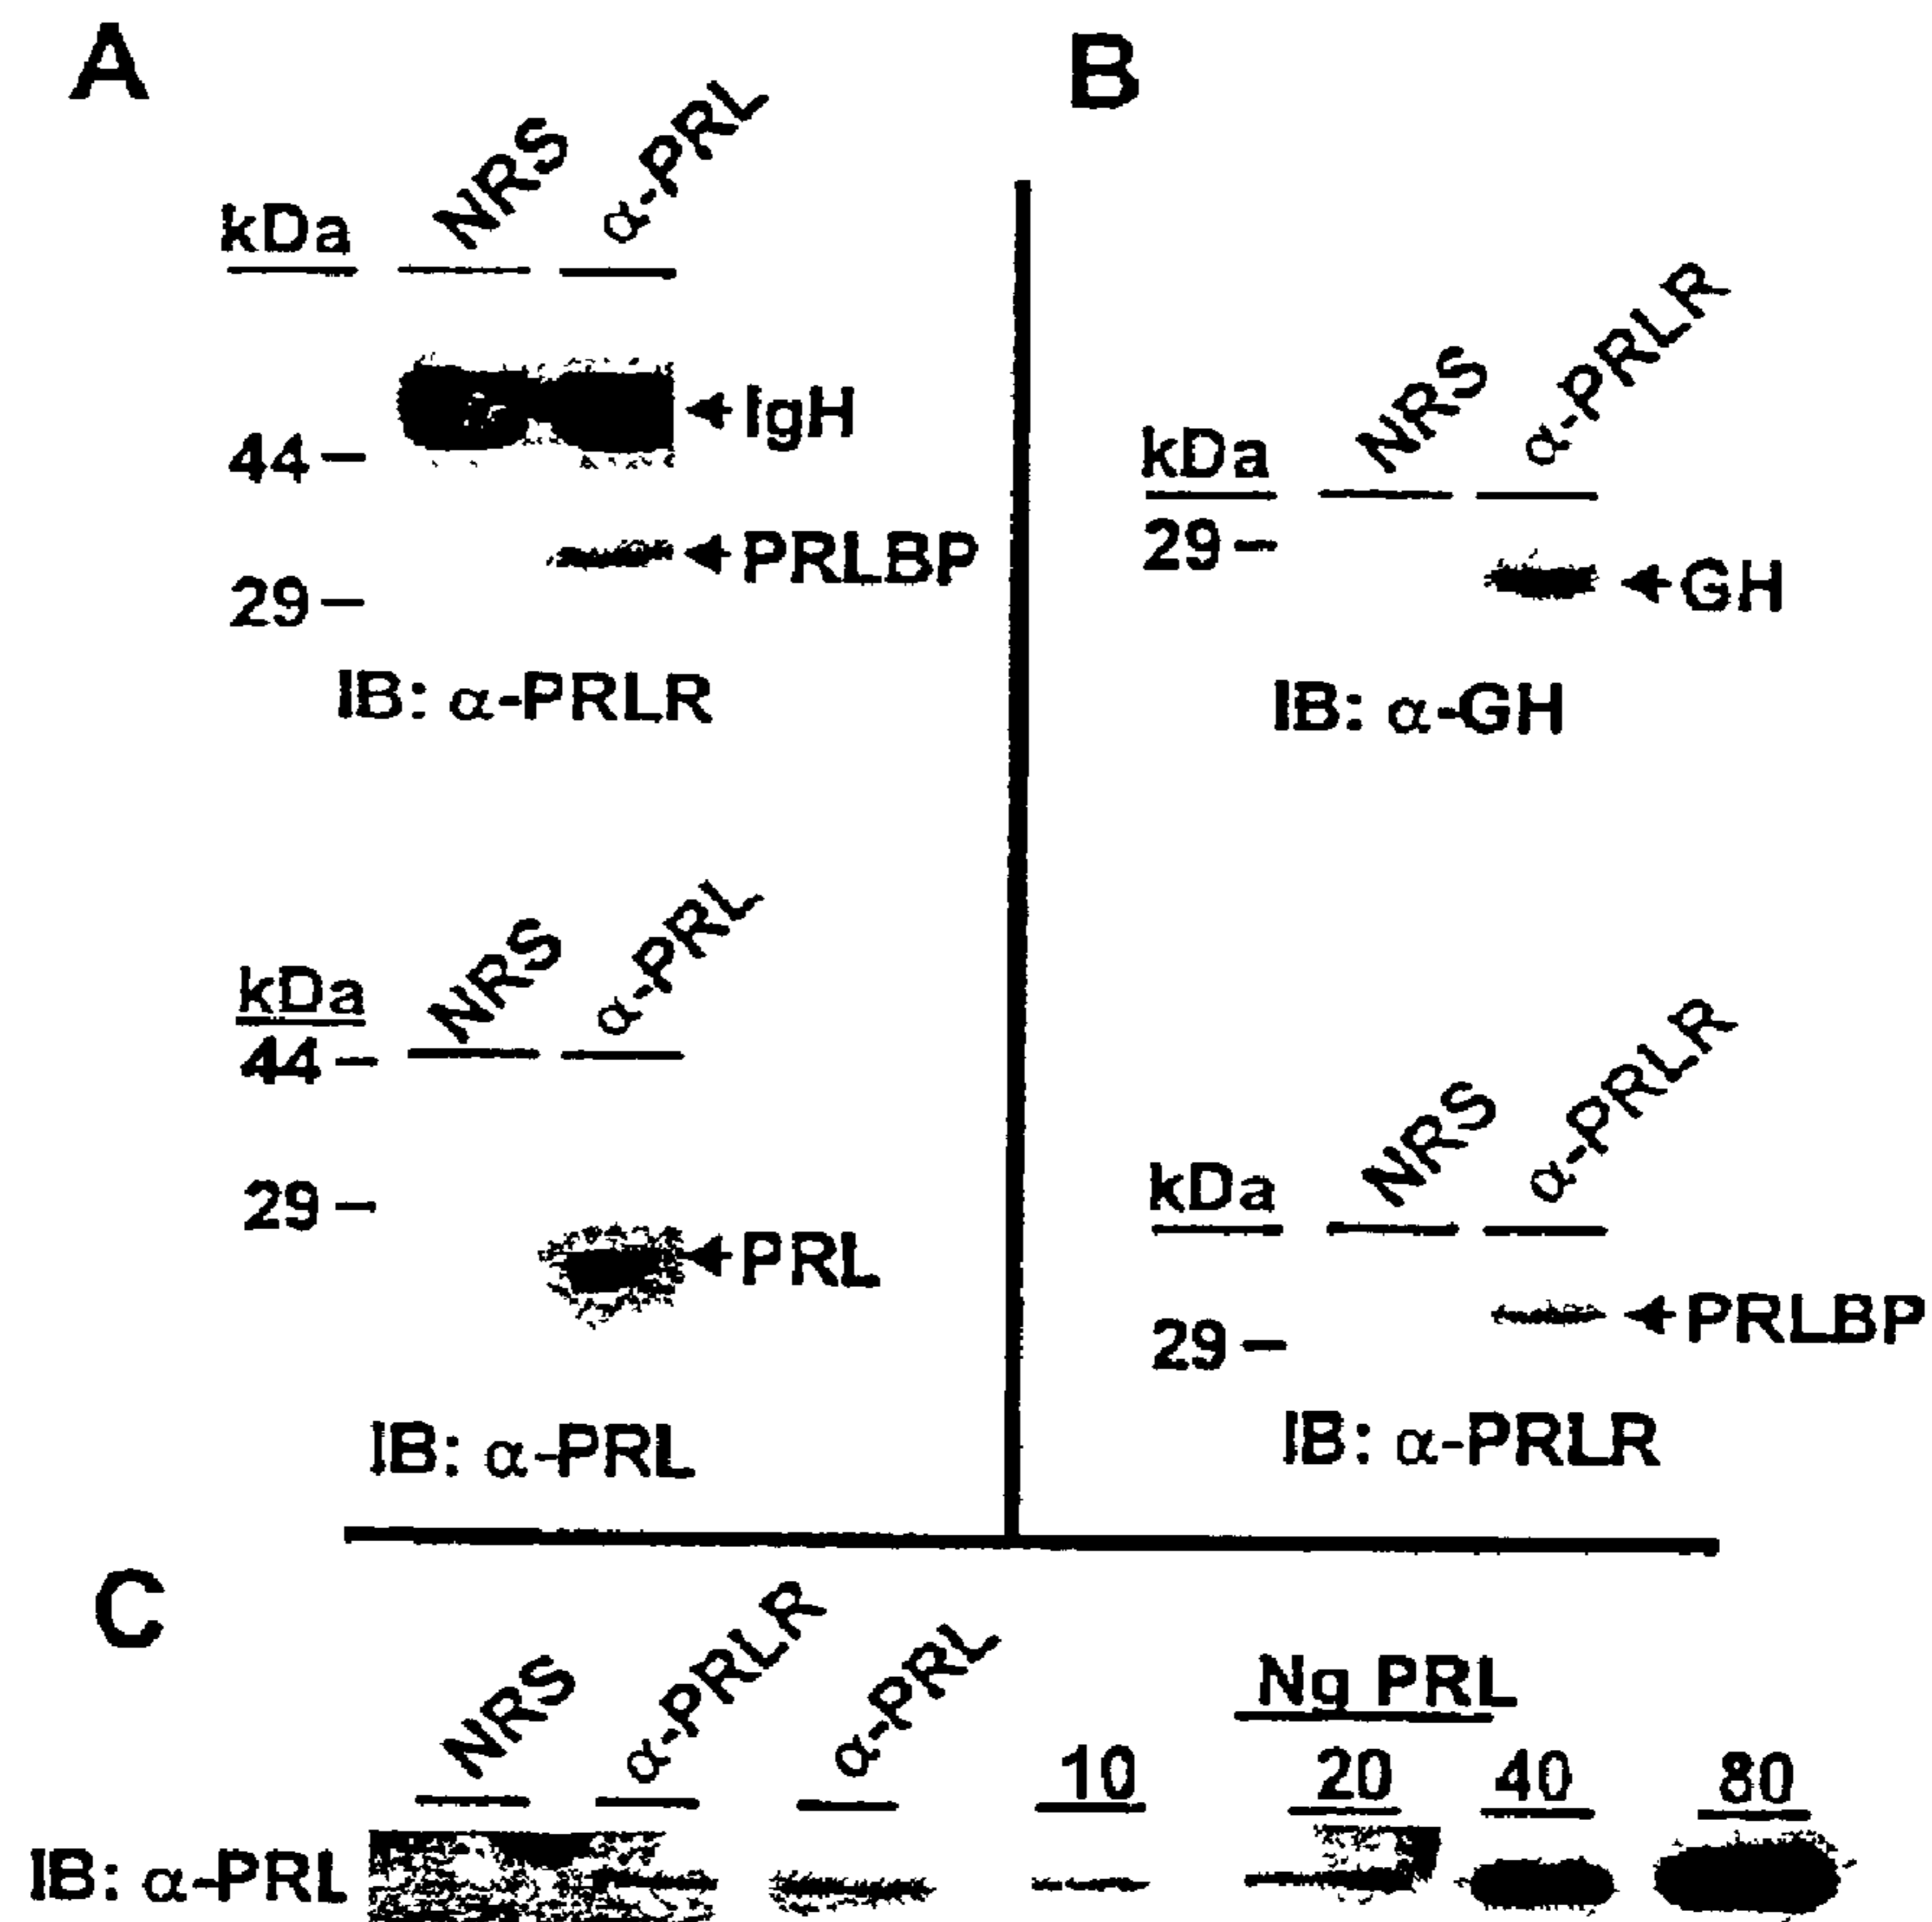 A
NRS α-PRL
kDa
IgH
44
PRLBP
29
IB: α-PRLR
NRS α-PRL
kDa
44
29
PRL
IB: α-PRL
B
NRS α-PRLR
kDa
29
GH
IB: α-GH
NRS α-PRLR
kDa
PRLBP
29
IB: α-PRLR
C
NRS α-PRLR α-PRL
Ng PRL
10 20 40 80
IB: α-PRL